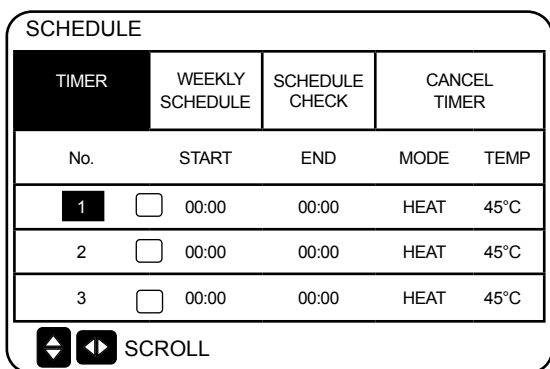 SCHEDULE
TIMER WEEKLY SCHEDULE SCHEDULE CHECK CANCEL TIMER
No. START END MODE TEMP
1 00:00 00:00 HEAT 45°C
2 00:00 00:00 HEAT 45°C
3 00:00 00:00 HEAT 45°C
SCROLL